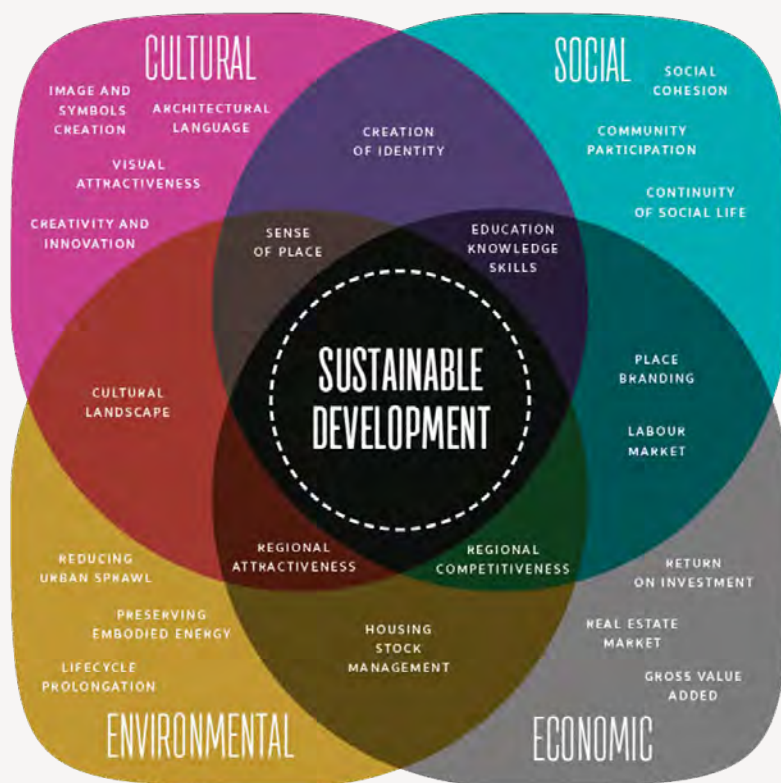 CULTURAL
IMAGE AND
SYMBOLS
CREATION
ARCHITECTURAL
LANGUAGE
VISUAL
ATTRACTIVENESS
CREATIVITY AND
INNOVATION
CREATION
OF IDENTITY
SOCIAL
SOCIAL
COHESION
COMMUNITY
PARTICIPATION
CONTINUITY
OF SOCIAL LIFE
SENSE
OF PLACE
EDUCATION
KNOWLEDGE
SKILLS
CULTURAL
LANDSCAPE
SUSTAINABLE
DEVELOPMENT
PLACE
BRANDING
LABOUR
MARKET
REGIONAL
ATTRACTIVENESS
REGIONAL
COMPETITIVENESS
REDUCING
URBAN SPRAWL
PRESERVING
EMBODIED ENERGY
LIFECYCLE
PROLONGATION
ENVIRONMENTAL
HOUSING
STOCK
MANAGEMENT
RETURN
ON INVESTMENT
REAL ESTATE
MARKET
GROSS VALUE
ADDED
ECONOMIC